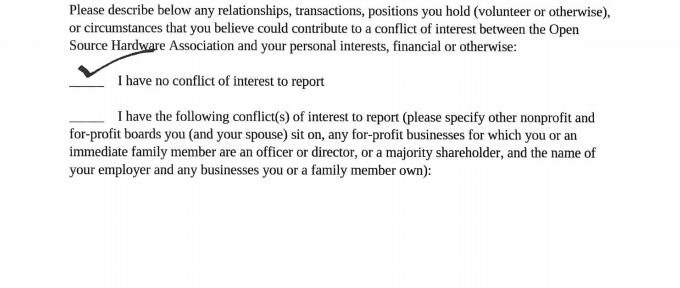 Please describe below any relationships, transactions, positions you hold (volunteer or otherwise),
or circumstances that you believe could contribute to a conflict of interest between the Open
Source Hardware Association and your personal interests, financial or otherwise:
_____ I have no conflict of interest to report
_____ I have the following conflict(s) of interest to report (please specify other nonprofit and
for-profit boards you (and your spouse) sit on, any for-profit businesses for which you or an
immediate family member are an officer or director, or a majority shareholder, and the name of
your employer and any businesses you or a family member own):